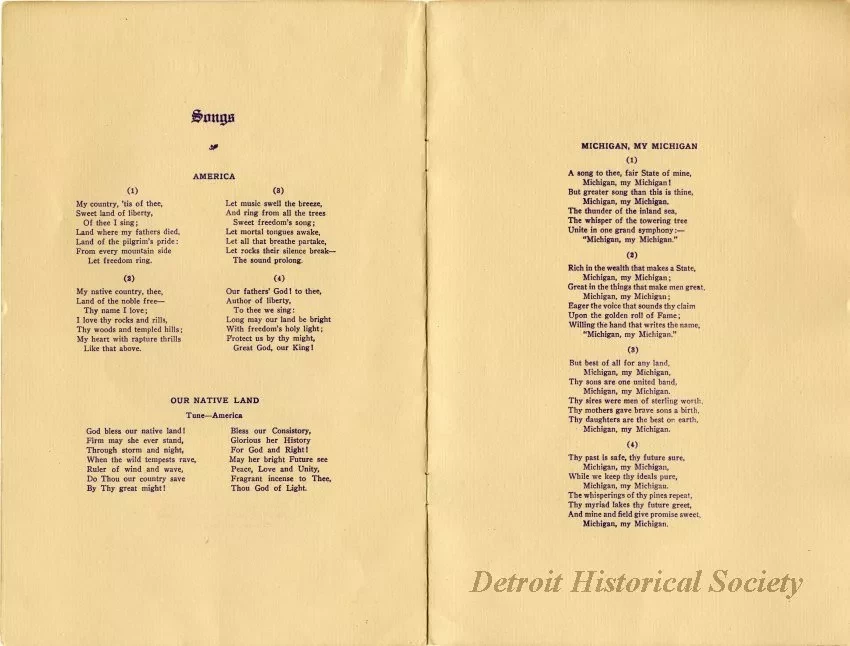 Songs
AMERICA
(1)
My country, 'tis of thee,
Sweet land of liberty,
Of thee I sing;
Land where my fathers died,
Land of the pilgrim's pride:
From every mountain side
Let freedom ring.
(2)
My native country, thee,
Land of the noble free—
Thy name I love;
I love thy rocks and rills,
Thy woods and templed hills;
My heart with rapture thrills
Like that above.
(3)
Let music swell the breeze,
And ring from all the trees
Sweet freedom's song;
Let mortal tongues awake,
Let all that breathe partake,
Let rocks their silence break—
The sound prolong.
(4)
Our fathers' God! to thee,
Author of liberty,
To thee we sing:
Long may our land be bright
With freedom's holy light;
Protect us by thy might,
Great God, our King!
OUR NATIVE LAND
Tune—America
God bless our native land!
Firm may she ever stand,
Through storm and night,
When the wild tempests rave,
Ruler of wind and wave,
Do Thou our country save
By Thy great might!
Bless our Consistory,
Glorious her History
For God and Right!
May her bright Future see
Peace, Love and Unity,
Fragrant incense to Thee,
Thou God of Light.
MICHIGAN, MY MICHIGAN
(1)
A song to thee, fair State of mine,
Michigan, my Michigan!
But greater song than this is thine,
Michigan, my Michigan.
The thunder of the inland sea,
The whisper of the towering tree
Unite in one grand symphony:—
"Michigan, my Michigan."
(2)
Rich in the wealth that makes a State,
Michigan, my Michigan;
Great in the things that make men great,
Michigan, my Michigan;
Eager the voice that sounds thy claim
Upon the golden roll of Fame;
Willing the hand that writes the name,
"Michigan, my Michigan."
(3)
But best of all for any land,
Michigan, my Michigan,
Thy sons are one united band,
Michigan, my Michigan.
Thy sires were men of sterling worth,
Thy mothers gave brave sons a birth,
Thy daughters are the best on earth,
Michigan, my Michigan.
(4)
Thy past is safe, thy future sure,
Michigan, my Michigan,
While we keep thy ideals pure,
Michigan, my Michigan.
The whisperings of thy pines repeat,
Thy myriad lakes thy future greet,
And mine and field give promise sweet,
Michigan, my Michigan.
Detroit Historical Society